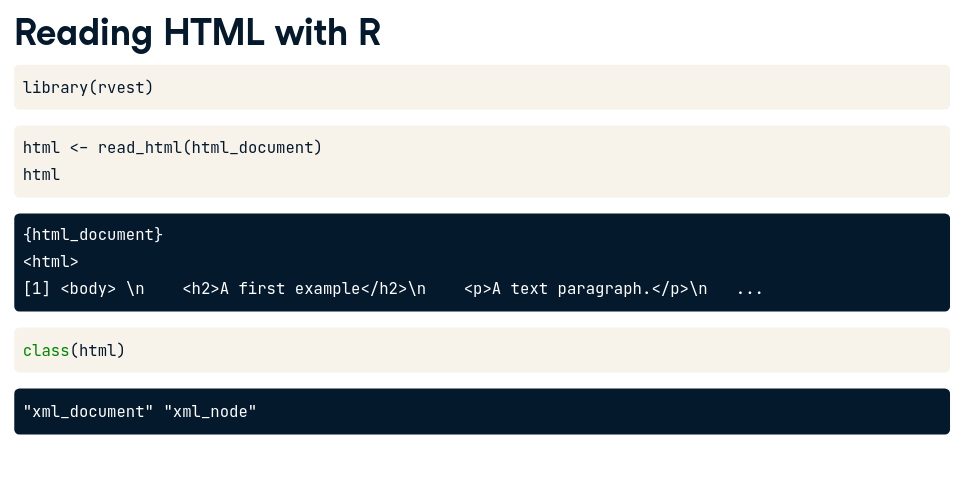 Reading HTML with R
library(rvest)
html <- read_html(html_document)
html
{html_document}
<html>
[1] <body> \n    <h2>A first example</h2>\n    <p>A text paragraph.</p>\n   ...
class(html)
"xml_document" "xml_node"